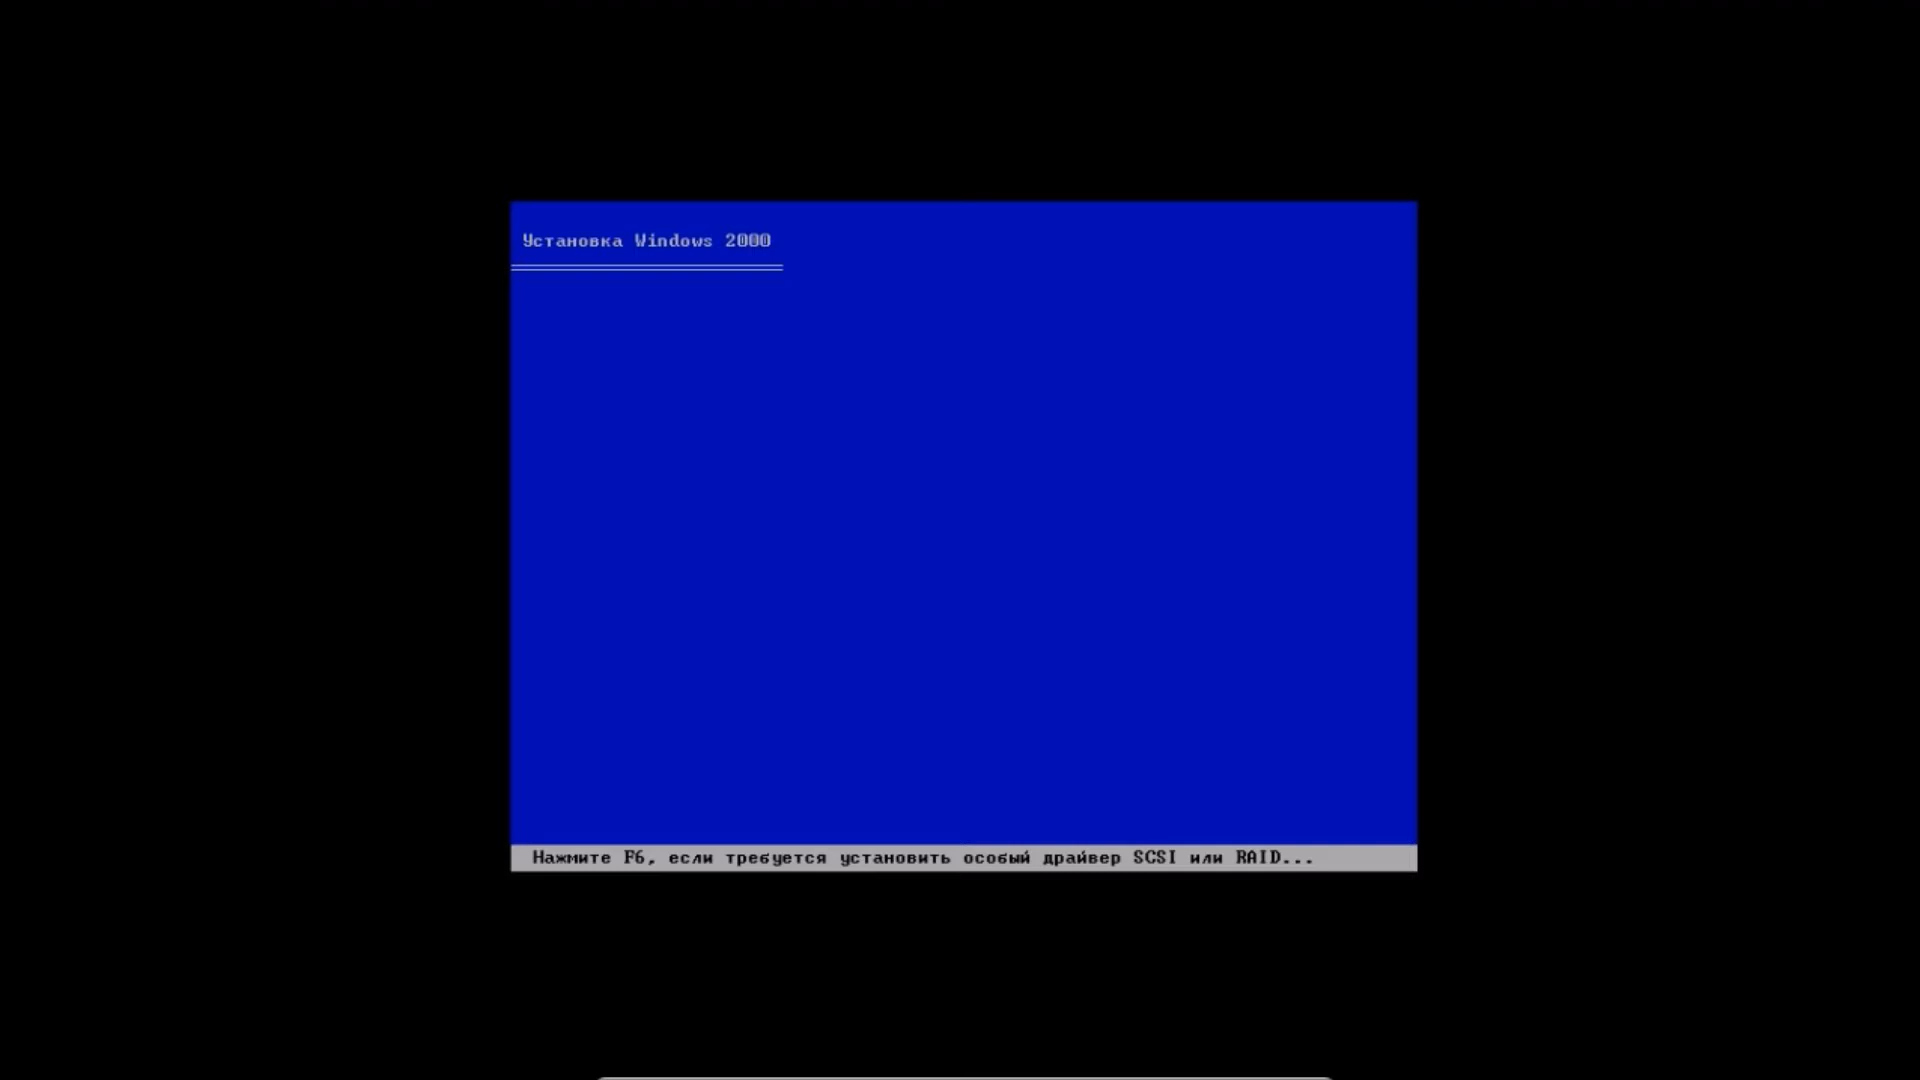 Установка Windows 2000
Нажмите F6, если требуется установить особый драйвер SCSI или RAID...